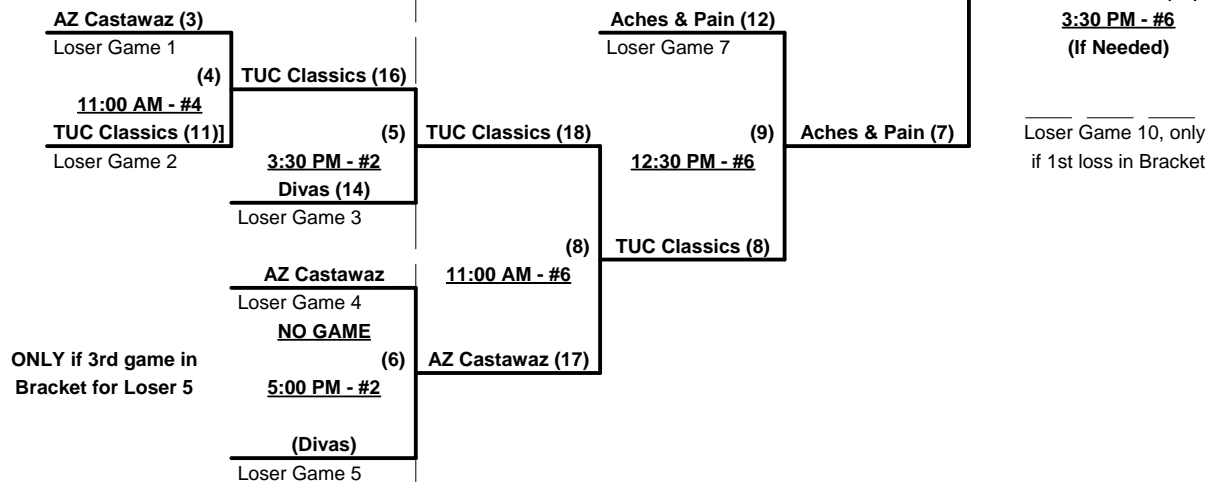 AZ Castawaz (3)
Loser Game 1
(4)
11:00 AM - #4
TUC Classics (11)]
Loser Game 2
TUC Classics (16)
(5)
3:30 PM - #2
Divas (14)
Loser Game 3
TUC Classics (18)
AZ Castawaz
Loser Game 4
NO GAME
(6)
5:00 PM - #2
(Divas)
Loser Game 5
ONLY if 3rd game in
Bracket for Loser 5
AZ Castawaz (17)
(8)
11:00 AM - #6
TUC Classics (8)
Aches & Pain (12)
Loser Game 7
(9)
12:30 PM - #6
Aches & Pain (7)
3:30 PM - #6
(If Needed)
Loser Game 10, only
if 1st loss in Bracket